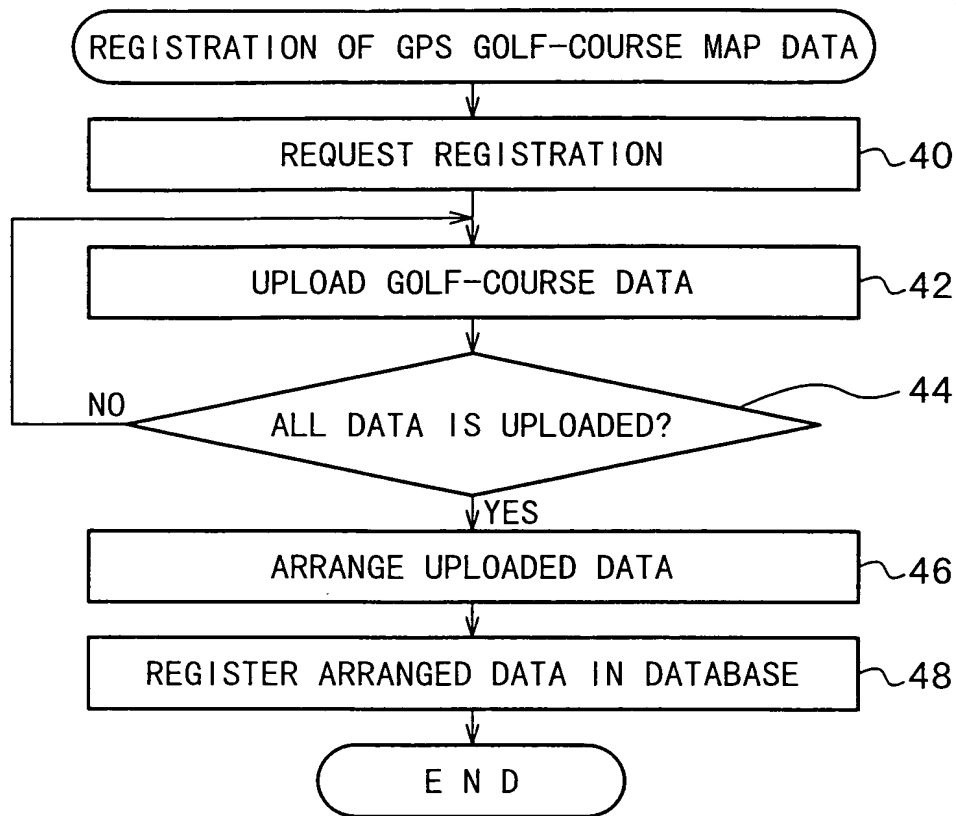 REGISTRATION OF GPS GOLF-COURSE MAP DATA
REQUEST REGISTRATION
40
UPLOAD GOLF-COURSE DATA
42
44
NO
ALL DATA IS UPLOADED?
YES
ARRANGE UPLOADED DATA
46
REGISTER ARRANGED DATA IN DATABASE
48
END